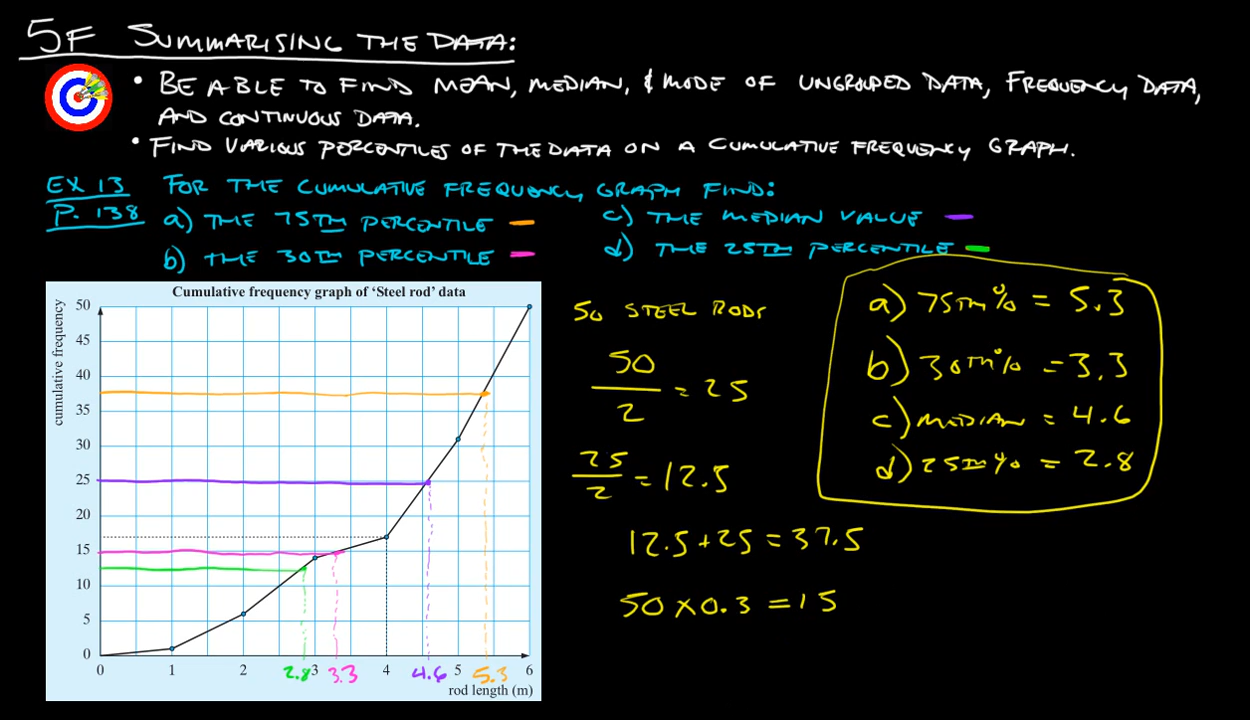 5F SUMMARISING THE DATA:
• BE ABLE TO FIND MEAN, MEDIAN, & MODE OF UNGROUPED DATA, FREQUENCY DATA,
AND CONTINUOUS DATA.
• FIND VARIOUS PERCENTILES OF THE DATA ON A CUMULATIVE FREQUENCY GRAPH.
EX 13 FOR THE CUMULATIVE FREQUENCY GRAPH FIND:
P. 138 a) THE 75TH PERCENTILE
b) THE 30TH PERCENTILE
c) THE MEDIAN VALUE
d) THE 25TH PERCENTILE
Cumulative frequency graph of 'Steel rod' data
cumulative frequency
50
45
40
35
30
25
20
15
10
5
0
0 1 2 2.8 3 3.3 4 4.6 5 5.3 6
rod length (m)
50 STEEL RODS
50/2 = 25
25/2 = 12.5
12.5 + 25 = 37.5
50 × 0.3 = 15
a) 75TH % = 5.3
b) 30TH % = 3.3
c) MEDIAN = 4.6
d) 25TH % = 2.8